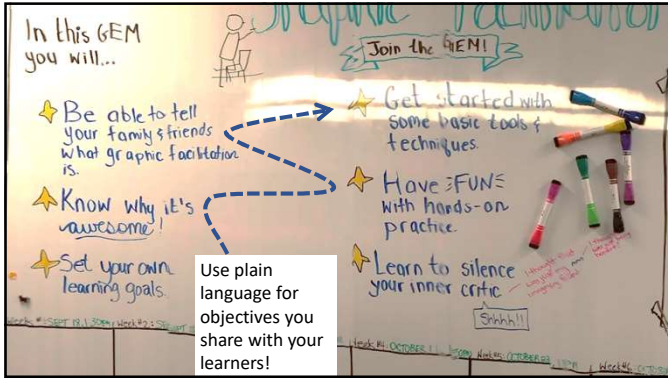 In this GEM
you will...
Join the GEM!
Be able to tell
your family & friends
what graphic facilitation
is.
Know why it's
awesome!
Set your own
learning goals.
Get started with
some basic tools &
techniques.
Have FUN
with hands-on
practice.
Learn to silence
your inner critic
Shhhh!!
Use plain
language for
objectives you
share with your
learners!